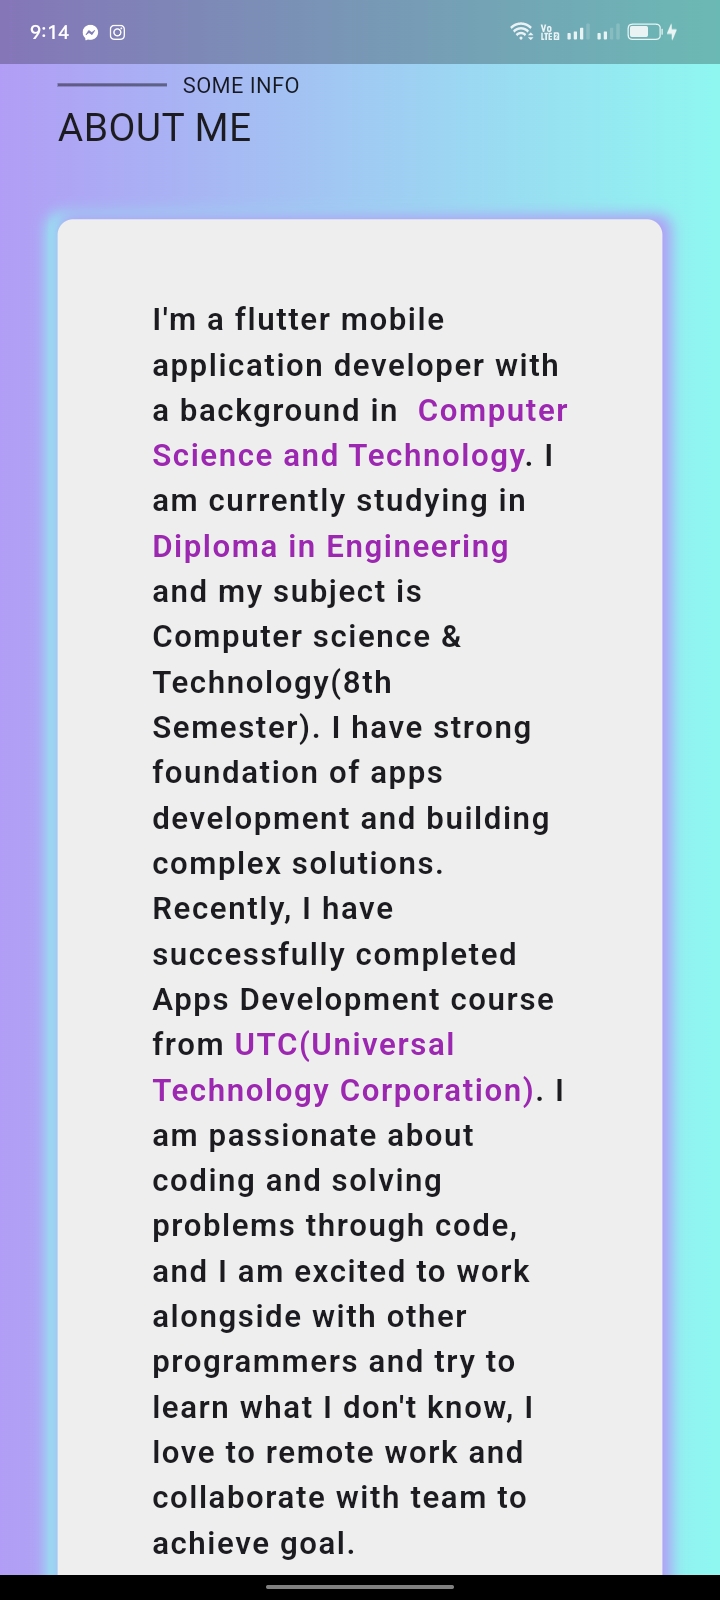 9:14
Vo
LTE 2
SOME INFO
ABOUT ME
I'm a flutter mobile
application developer with
a background in  Computer
Science and Technology. I
am currently studying in
Diploma in Engineering
and my subject is
Computer science &
Technology(8th
Semester). I have strong
foundation of apps
development and building
complex solutions.
Recently, I have
successfully completed
Apps Development course
from UTC(Universal
Technology Corporation). I
am passionate about
coding and solving
problems through code,
and I am excited to work
alongside with other
programmers and try to
learn what I don't know, I
love to remote work and
collaborate with team to
achieve goal.